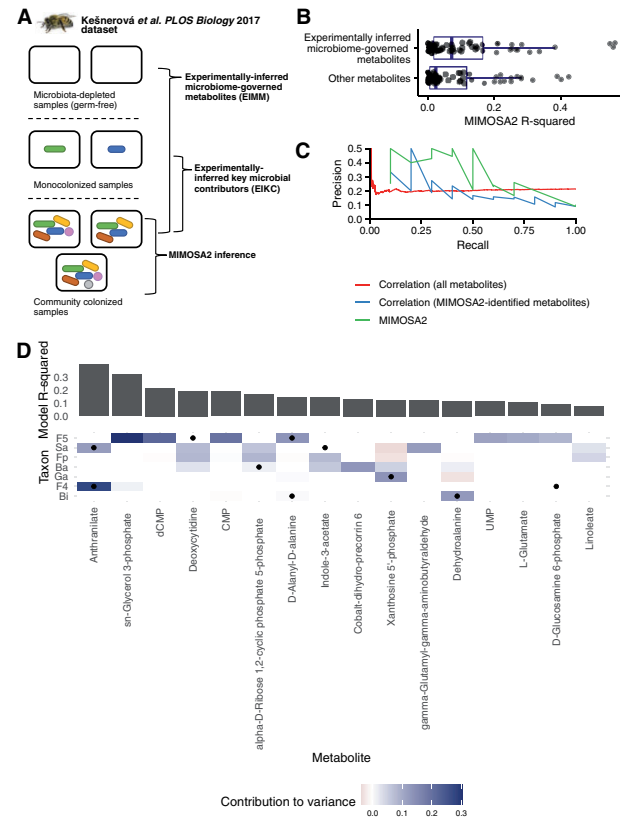 A
Kešnerová et al. PLOS Biology 2017
dataset
Microbiota-depleted
samples (germ-free)
Monocolonized samples
Community colonized
samples
Experimentally-inferred
microbiome-governed
metabolites (EIMM)
Experimentally-
inferred key microbial
contributors (EIKC)
MIMOSA2 inference
B
Experimentally inferred
microbiome-governed
metabolites
Other metabolites
0.0 0.2 0.4
MIMOSA2 R-squared
C
Precision
0.5
0.4
0.3
0.2
0.1
0.0
0.00 0.25 0.50 0.75 1.00
Recall
Correlation (all metabolites)
Correlation (MIMOSA2-identified metabolites)
MIMOSA2
D
Model R-squared
0.3
0.2
0.1
0.0
Taxon
F5
Sa
Fp
Ba
Ga
F4
Bi
Anthranilate
sn-Glycerol 3-phosphate
dCMP
Deoxycytidine
CMP
alpha-D-Ribose 1,2-cyclic phosphate 5-phosphate
D-Alanyl-D-alanine
Indole-3-acetate
Cobalt-dihydro-precorrin 6
Xanthosine 5'-phosphate
gamma-Glutamyl-gamma-aminobutyraldehyde
Dehydroalanine
UMP
L-Glutamate
D-Glucosamine 6-phosphate
Linoleate
Metabolite
Contribution to variance
0.0 0.1 0.2 0.3